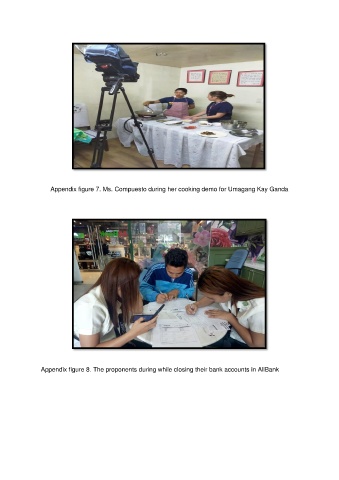 Appendix figure 7. Ms. Compuesto during her cooking demo for Umagang Kay Ganda
Appendix figure 8. The proponents during while closing their bank accounts in AllBank